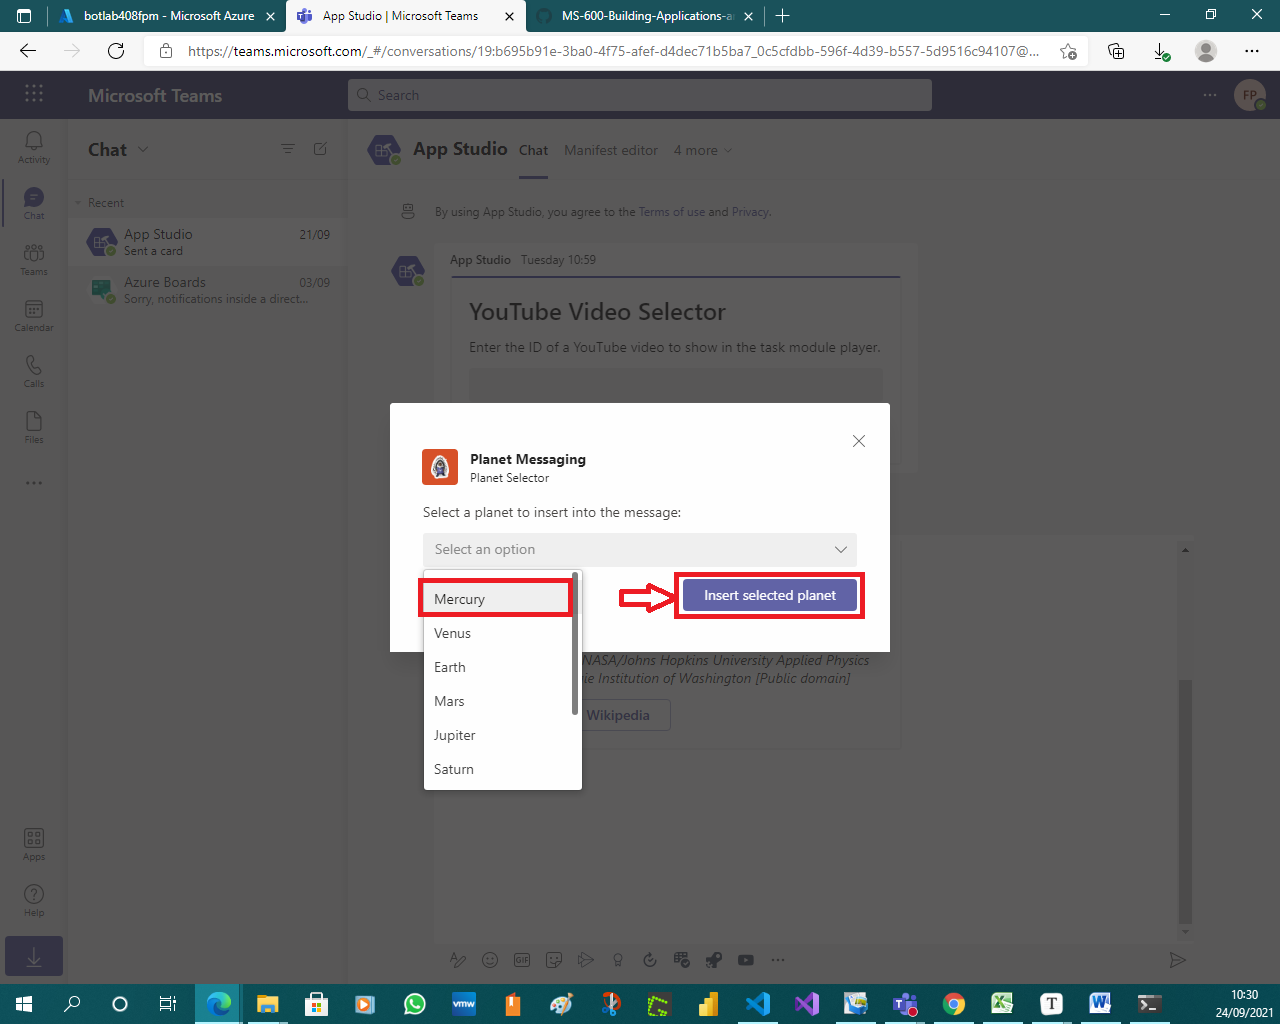 botlab408fpm - Microsoft Azure
App Studio | Microsoft Teams
MS-600-Building-Applications-a
https://teams.microsoft.com/_#/conversations/19:b695b91e-3ba0-4f75-afef-d4dec71b5ba7_0c5cfdbb-596f-4d39-b557-5d9516c94107@...
Microsoft Teams
Search
FP
Activity
Chat
Teams
Calendar
Calls
Files
Apps
Help
Chat
Recent
App Studio 21/09
Sent a card
Azure Boards 03/09
Sorry, notifications inside a direct...
App Studio Chat Manifest editor 4 more
By using App Studio, you agree to the Terms of use and Privacy.
App Studio Tuesday 10:59
YouTube Video Selector
Enter the ID of a YouTube video to show in the task module player.
Planet Messaging
Planet Selector
Select a planet to insert into the message:
Select an option
Mercury
Venus
Earth
Mars
Jupiter
Saturn
Insert selected planet
NASA/Johns Hopkins University Applied Physics
ie Institution of Washington [Public domain]
Wikipedia
GIF
vmw
T
10:30
24/09/2021